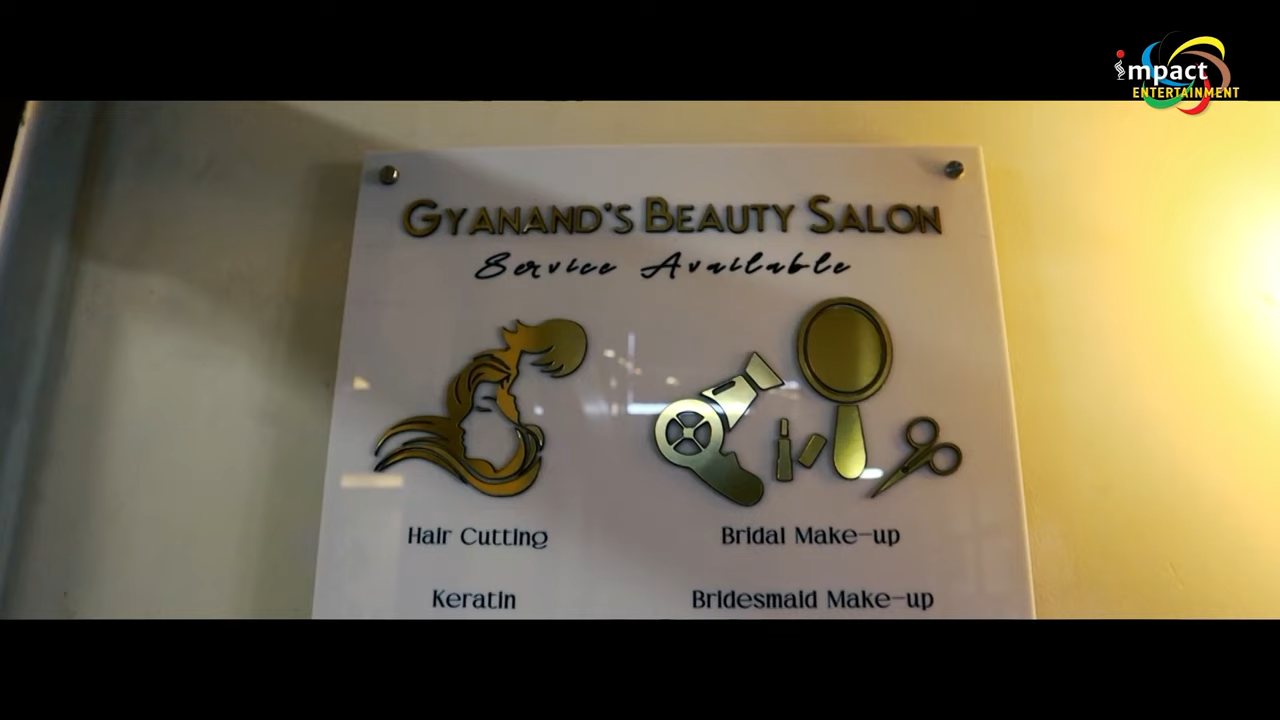 impact
ENTERTAINMENT
GYANAND'S BEAUTY SALON
Service Available
Hair Cutting
Bridal Make-up
Keratin
Bridesmaid Make-up